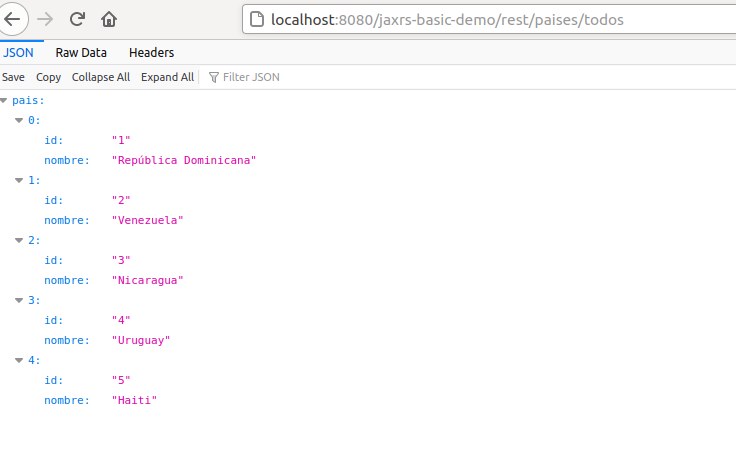 localhost:8080/jaxrs-basic-demo/rest/paises/todos
JSON Raw Data Headers
Save Copy Collapse All Expand All Filter JSON
pais:
0:
id: "1"
nombre: "República Dominicana"
1:
id: "2"
nombre: "Venezuela"
2:
id: "3"
nombre: "Nicaragua"
3:
id: "4"
nombre: "Uruguay"
4:
id: "5"
nombre: "Haiti"